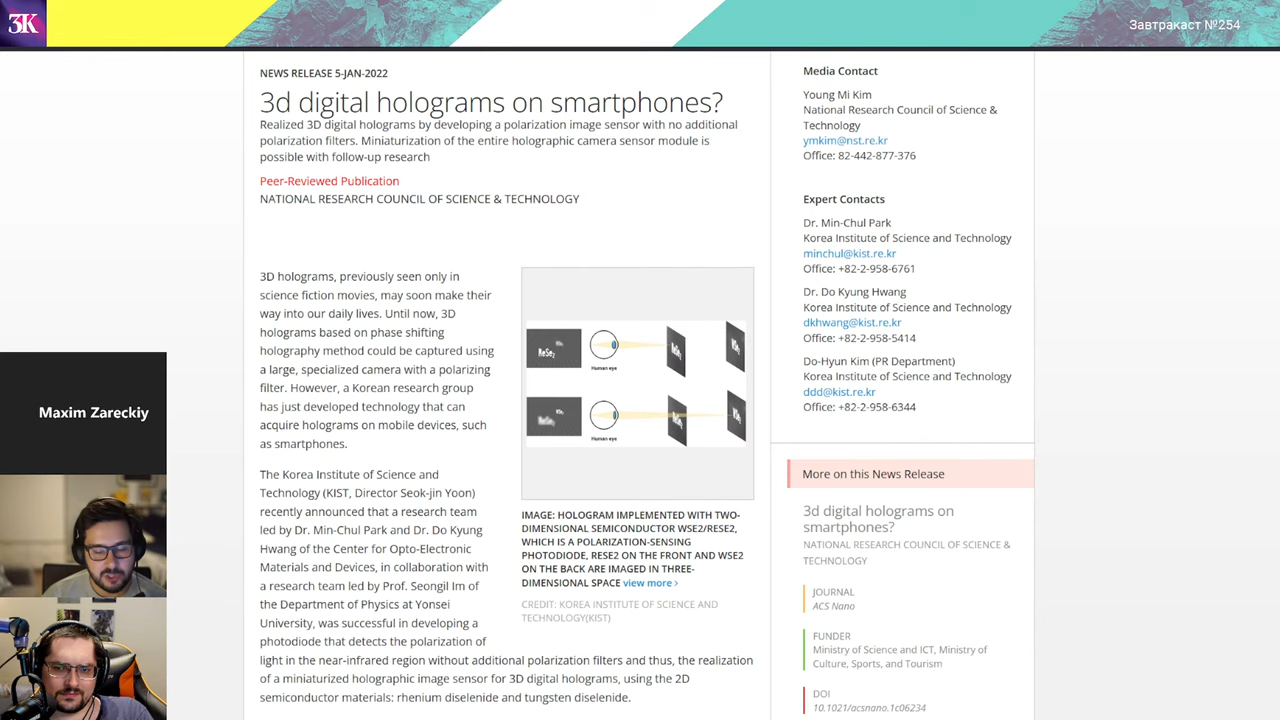 3K
Завтракаст №254
NEWS RELEASE 5-JAN-2022
3d digital holograms on smartphones?
Realized 3D digital holograms by developing a polarization image sensor with no additional
polarization filters. Miniaturization of the entire holographic camera sensor module is
possible with follow-up research
Peer-Reviewed Publication
NATIONAL RESEARCH COUNCIL OF SCIENCE & TECHNOLOGY
3D holograms, previously seen only in
science fiction movies, may soon make their
way into our daily lives. Until now, 3D
holograms based on phase shifting
holography method could be captured using
a large, specialized camera with a polarizing
filter. However, a Korean research group
has just developed technology that can
acquire holograms on mobile devices, such
as smartphones.
The Korea Institute of Science and
Technology (KIST, Director Seok-jin Yoon)
recently announced that a research team
led by Dr. Min-Chul Park and Dr. Do Kyung
Hwang of the Center for Opto-Electronic
Materials and Devices, in collaboration with
a research team led by Prof. Seongil Im of
the Department of Physics at Yonsei
University, was successful in developing a
photodiode that detects the polarization of
light in the near-infrared region without additional polarization filters and thus, the realization
of a miniaturized holographic image sensor for 3D digital holograms, using the 2D
semiconductor materials: rhenium diselenide and tungsten diselenide.
ReSe2
Human eye
ReSe2
WSe2
Human eye
IMAGE: HOLOGRAM IMPLEMENTED WITH TWO-
DIMENSIONAL SEMICONDUCTOR WSE2/RESE2,
WHICH IS A POLARIZATION-SENSING
PHOTODIODE, RESE2 ON THE FRONT AND WSE2
ON THE BACK ARE IMAGED IN THREE-
DIMENSIONAL SPACE view more >
CREDIT: KOREA INSTITUTE OF SCIENCE AND
TECHNOLOGY(KIST)
Media Contact
Young Mi Kim
National Research Council of Science &
Technology
ymkim@nst.re.kr
Office: 82-442-877-376
Expert Contacts
Dr. Min-Chul Park
Korea Institute of Science and Technology
minchul@kist.re.kr
Office: +82-2-958-6761
Dr. Do Kyung Hwang
Korea Institute of Science and Technology
dkhwang@kist.re.kr
Office: +82-2-958-5414
Do-Hyun Kim (PR Department)
Korea Institute of Science and Technology
ddd@kist.re.kr
Office: +82-2-958-6344
More on this News Release
3d digital holograms on
smartphones?
NATIONAL RESEARCH COUNCIL OF SCIENCE &
TECHNOLOGY
JOURNAL
ACS Nano
FUNDER
Ministry of Science and ICT, Ministry of
Culture, Sports, and Tourism
DOI
10.1021/acsnano.1c06234
Maxim Zareckiy